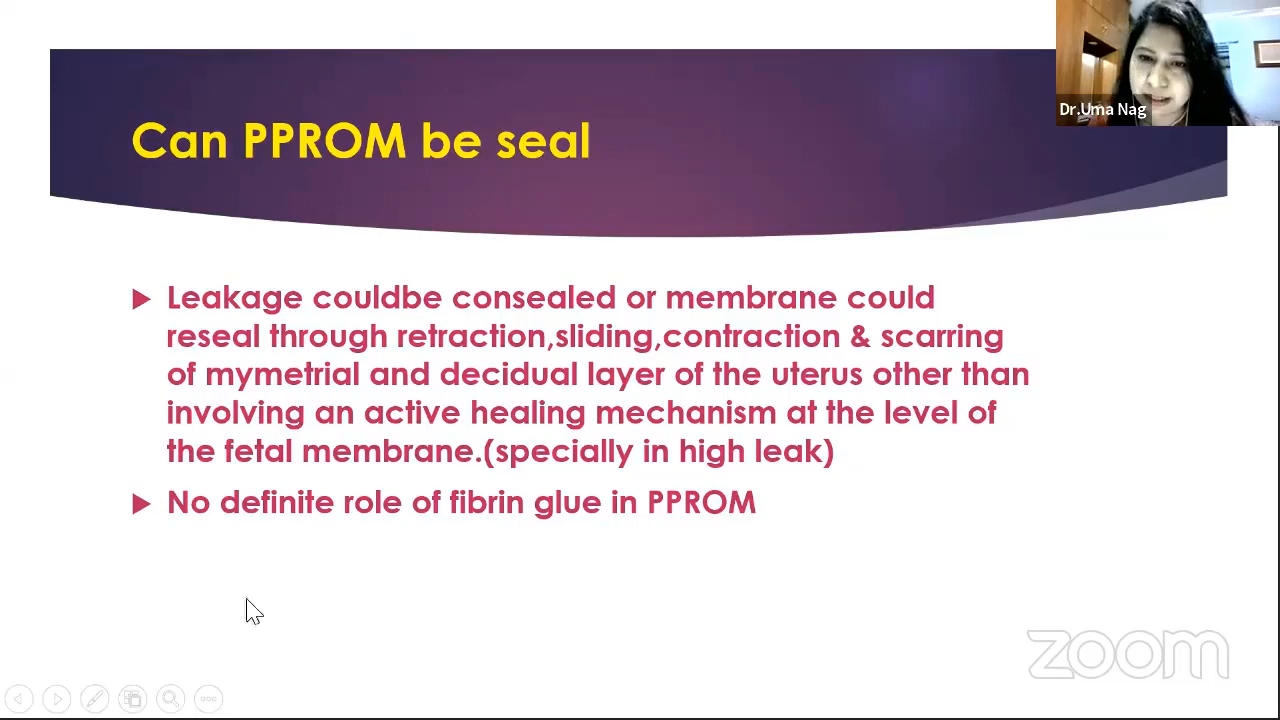 Dr.Uma Nag
Can PPROM be seal
Leakage couldbe consealed or membrane could
reseal through retraction,sliding,contraction & scarring
of mymetrial and decidual layer of the uterus other than
involving an active healing mechanism at the level of
the fetal membrane.(specially in high leak)
No definite role of fibrin glue in PPROM
zoom